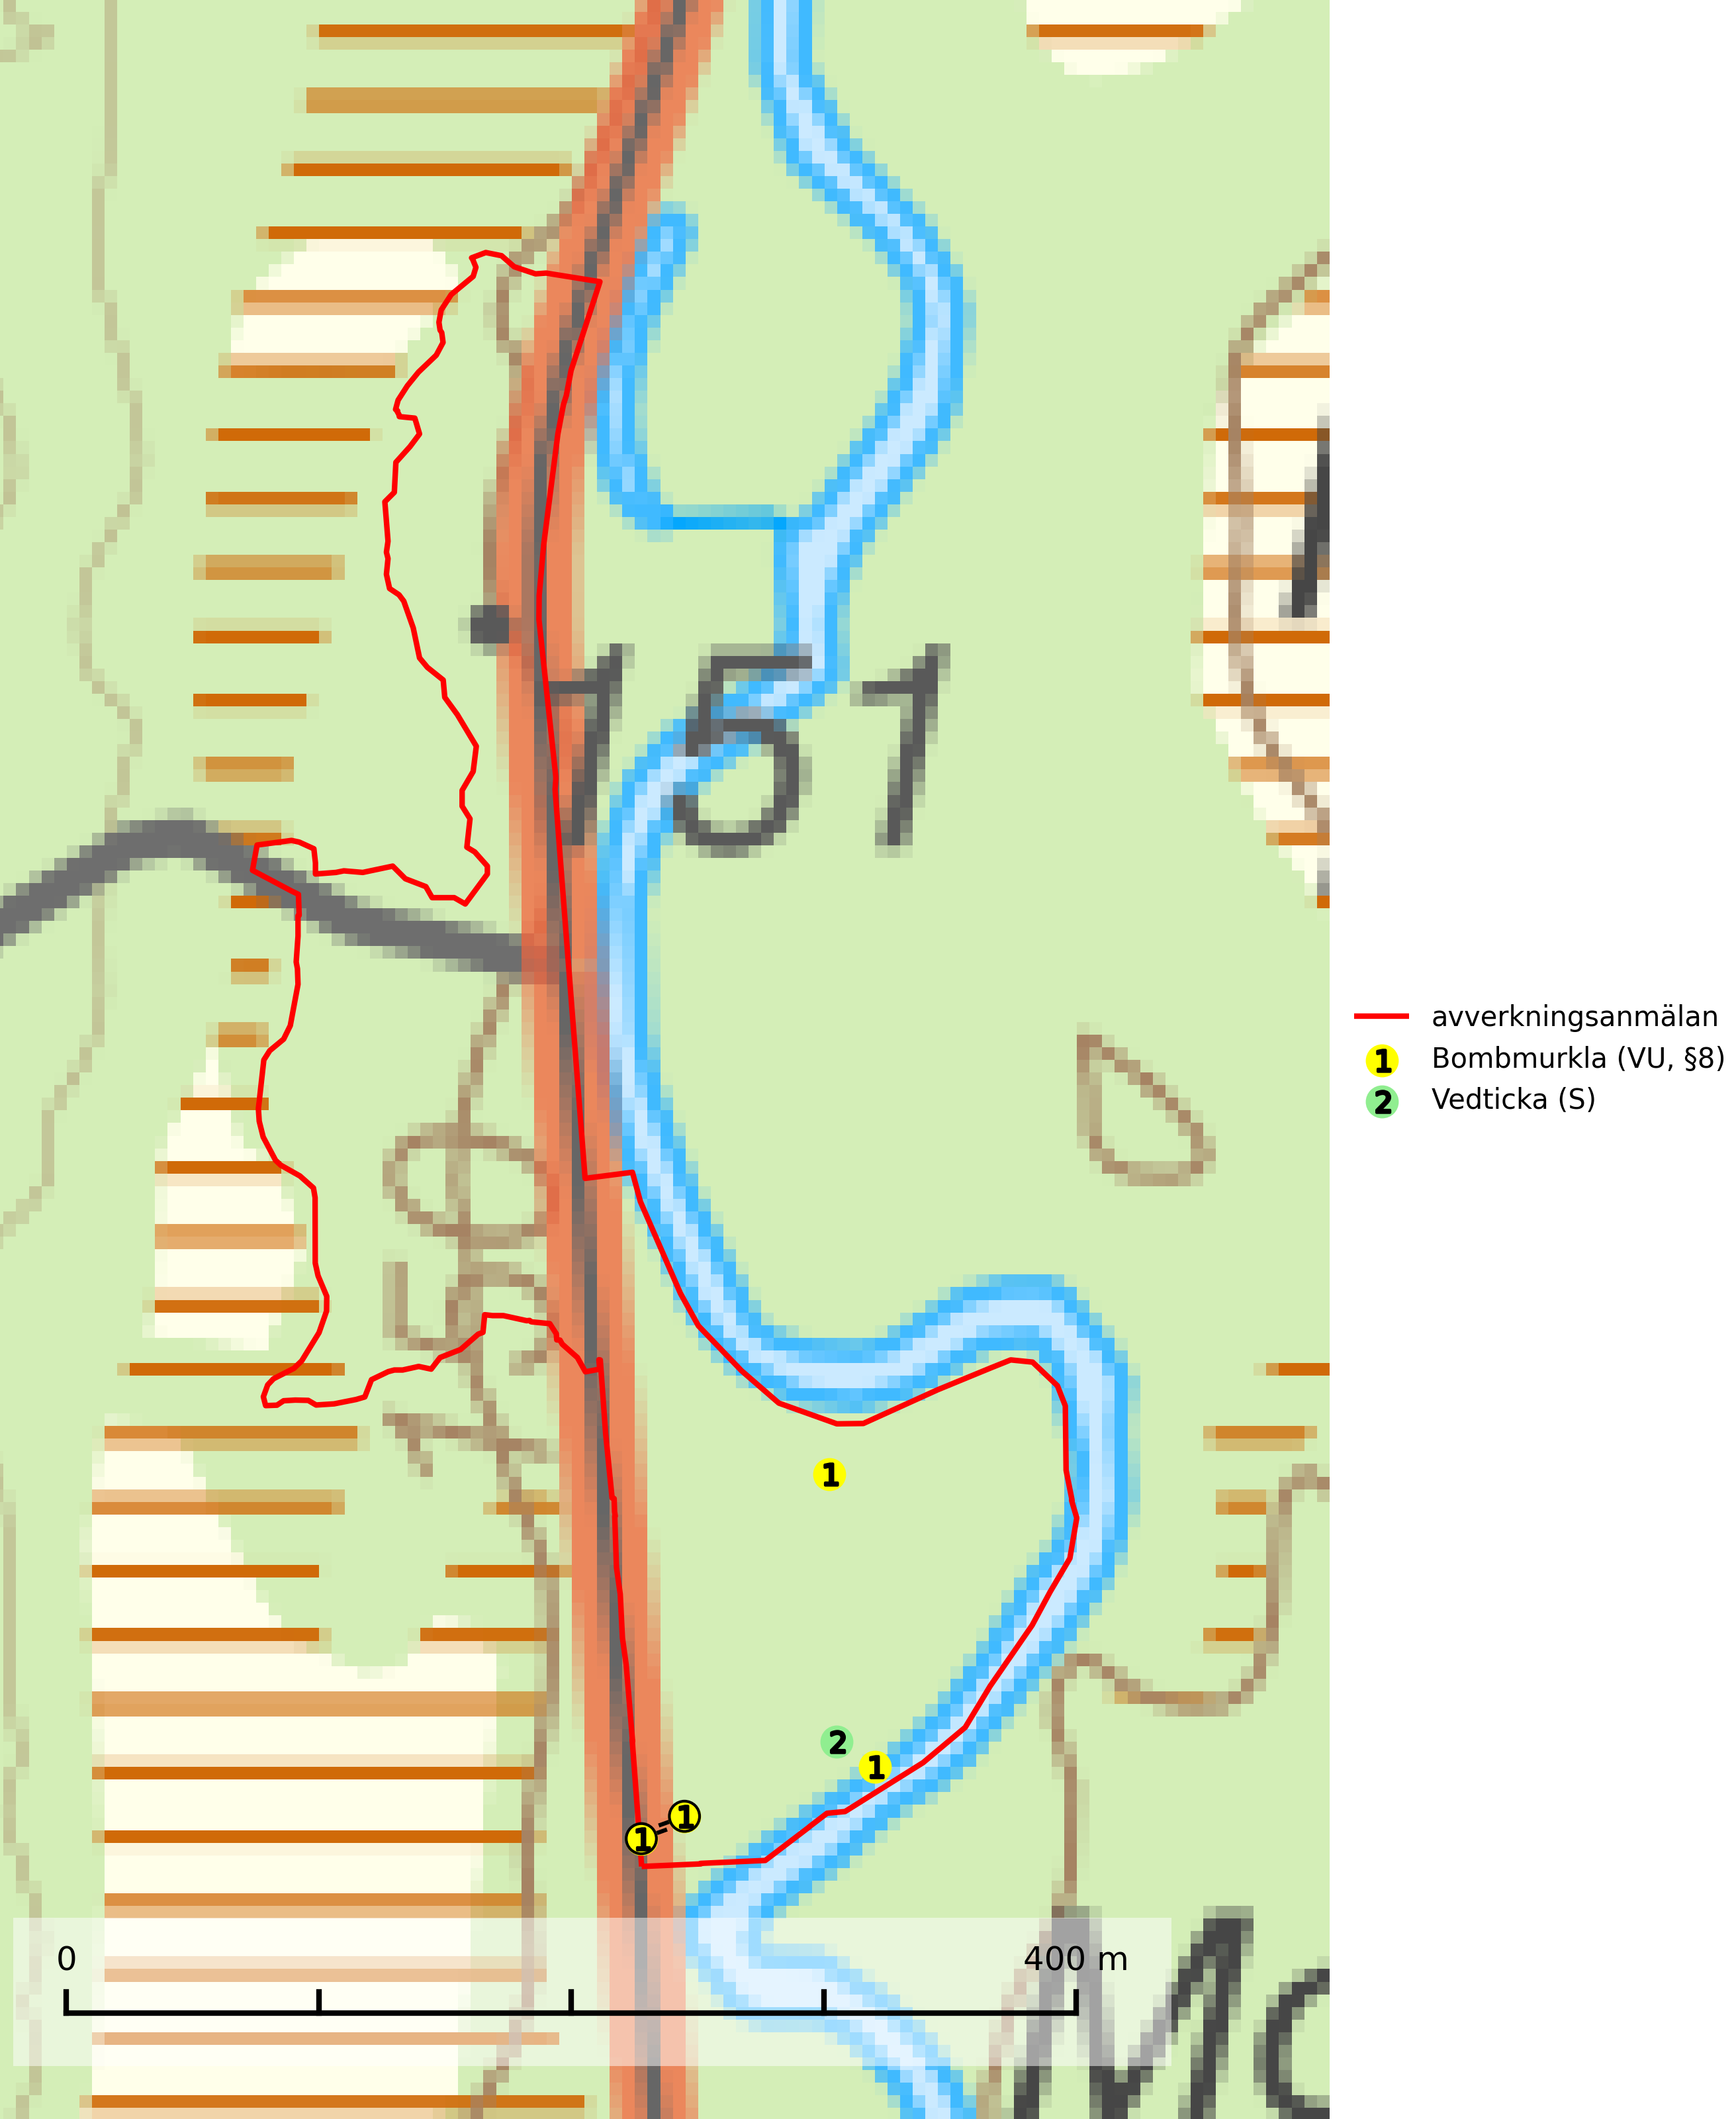 151
avverkningsanmälan
1 Bombmurkla (VU, §8)
2 Vedticka (S)
1
2
1
1
1
0 400 m